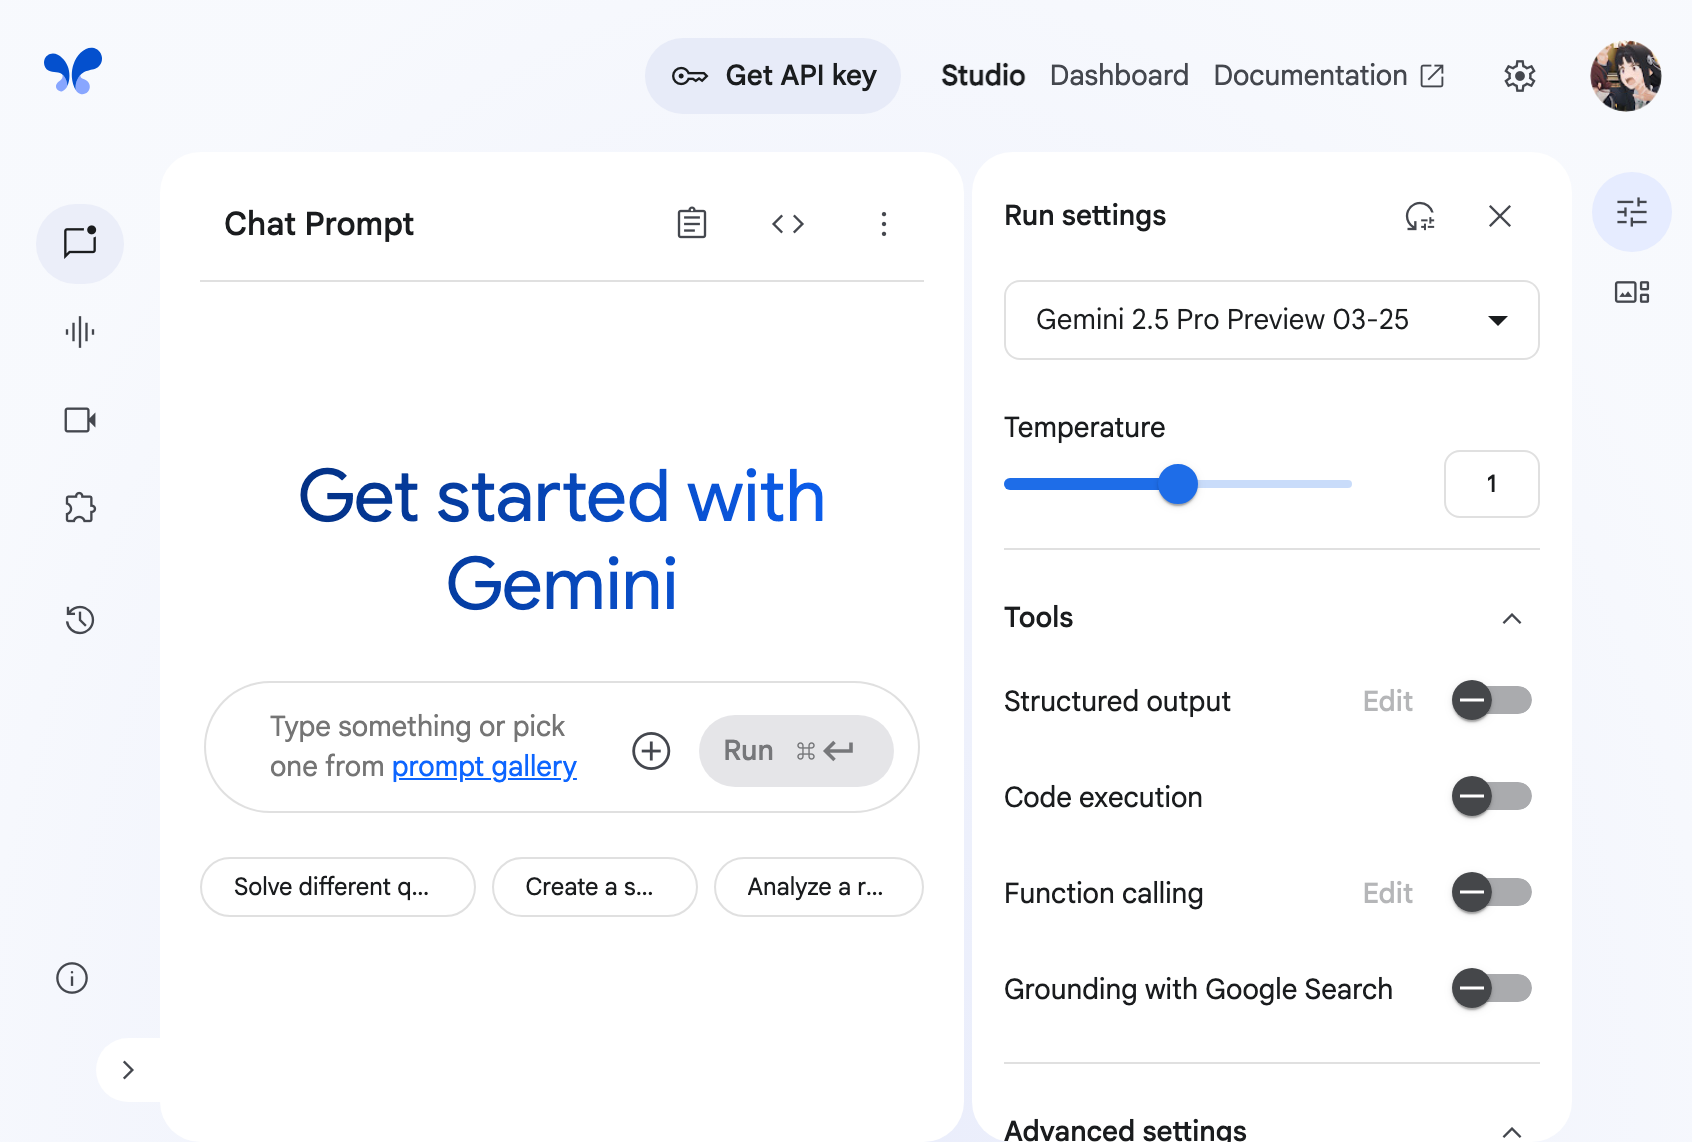 Get API key
Studio
Dashboard
Documentation
Chat Prompt
Get started with
Gemini
Type something or pick
one from prompt gallery
Run ⌘
Solve different q...
Create a s...
Analyze a r...
Run settings
Gemini 2.5 Pro Preview 03-25
Temperature
1
Tools
Structured output
Edit
Code execution
Function calling
Edit
Grounding with Google Search
Advanced settings